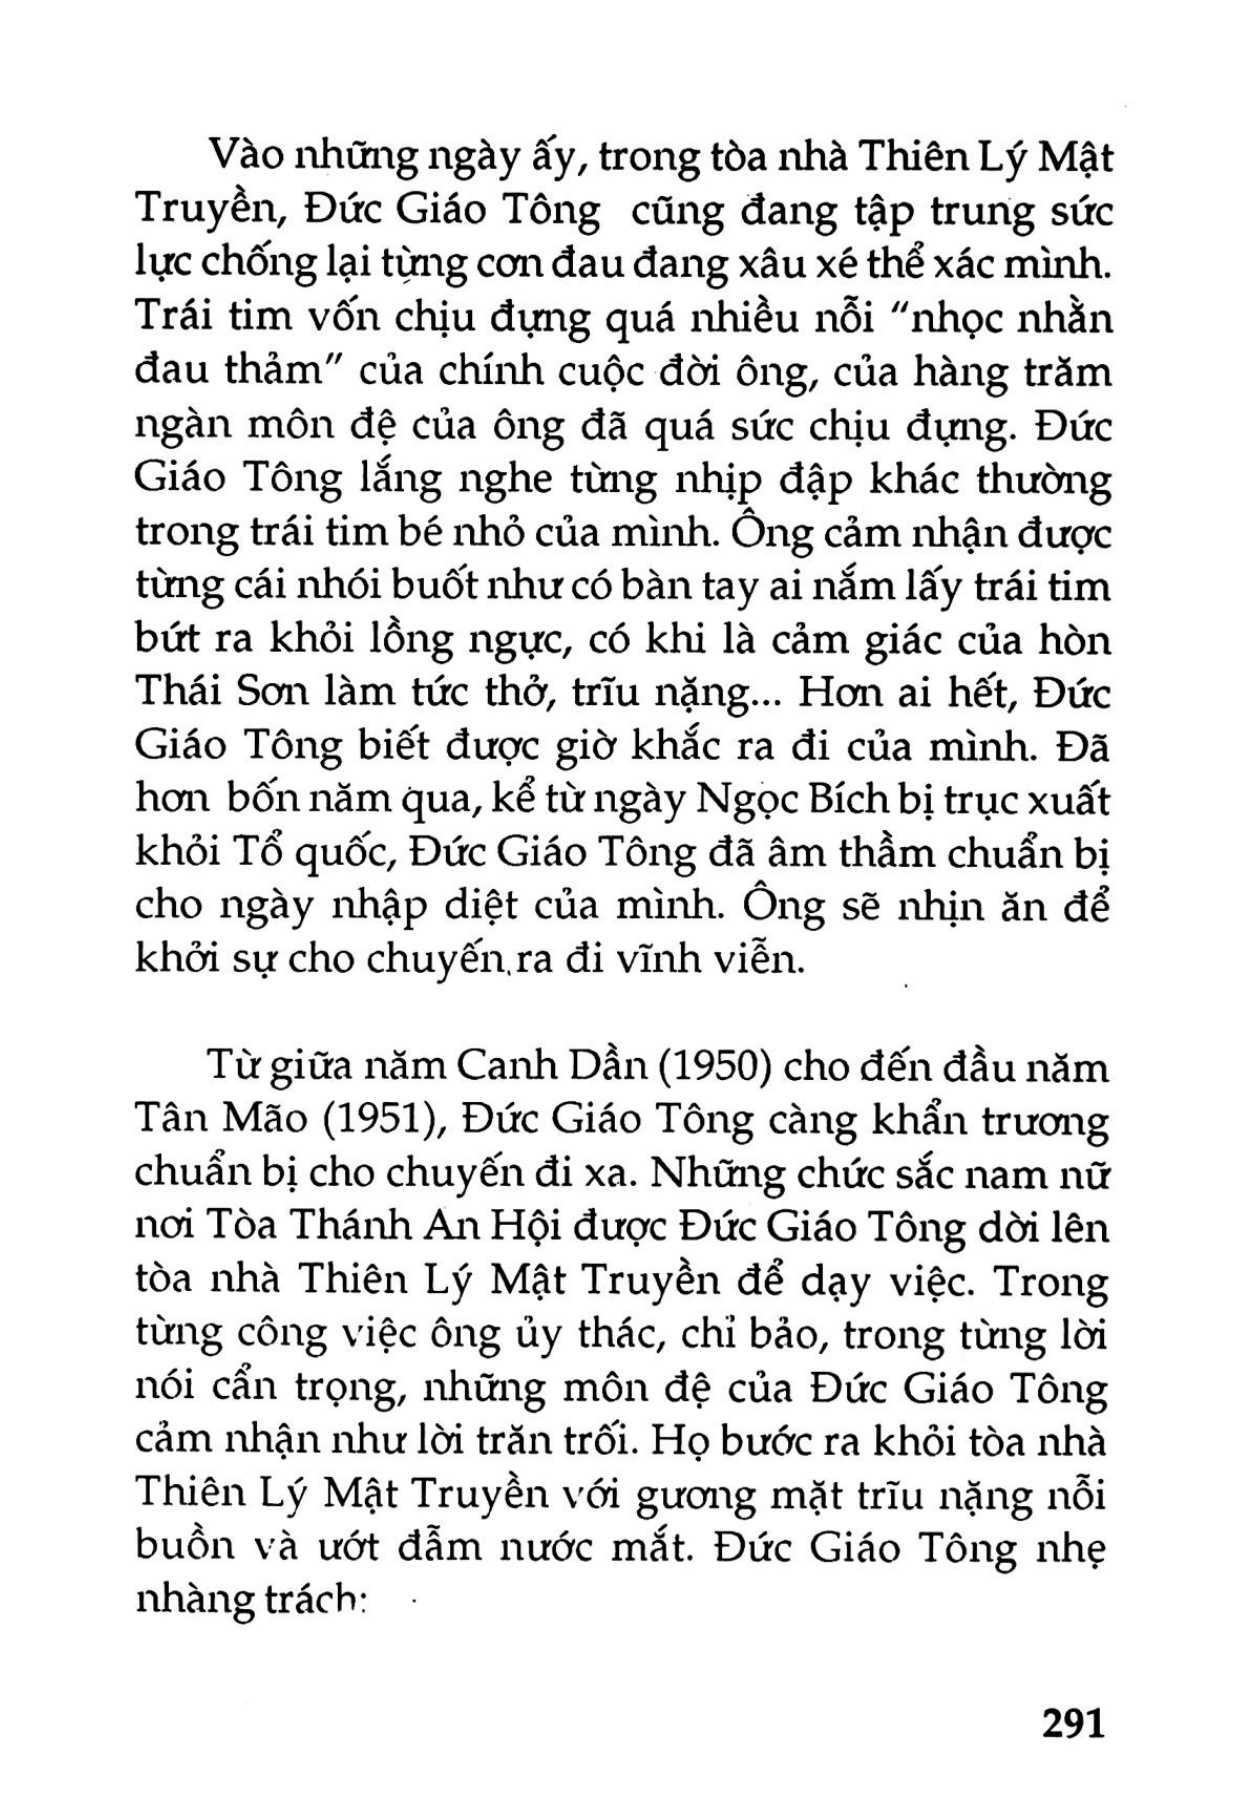 Vào những ngày ấy, trong tòa nhà Thiên Lý Mật
Truyền, Đức Giáo Tông cũng đang tập trung sức
lực chống lại từng cơn đau đang xâu xé thể xác mình.
Trái tim vốn chịu đựng quá nhiều nỗi "nhọc nhằn
đau thảm" của chính cuộc đời ông, của hàng trăm
ngàn môn đệ của ông đã quá sức chịu đựng. Đức
Giáo Tông lắng nghe từng nhịp đập khác thường
trong trái tim bé nhỏ của mình. Ông cảm nhận được
từng cái nhói buốt như có bàn tay ai nắm lấy trái tim
bứt ra khỏi lồng ngực, có khi là cảm giác của hòn
Thái Sơn làm tức thở, trĩu nặng... Hơn ai hết, Đức
Giáo Tông biết được giờ khắc ra đi của mình. Đã
hơn bốn năm qua, kể từ ngày Ngọc Bích bị trục xuất
khỏi Tổ quốc, Đức Giáo Tông đã âm thầm chuẩn bị
cho ngày nhập diệt của mình. Ông sẽ nhịn ăn để
khởi sự cho chuyến ra đi vĩnh viễn.
Từ giữa năm Canh Dần (1950) cho đến đầu năm
Tân Mão (1951), Đức Giáo Tông càng khẩn trương
chuẩn bị cho chuyến đi xa. Những chức sắc nam nữ
nơi Tòa Thánh An Hội được Đức Giáo Tông dời lên
tòa nhà Thiên Lý Mật Truyền để dạy việc. Trong
từng công việc ông ủy thác, chỉ bảo, trong từng lời
nói cẩn trọng, những môn đệ của Đức Giáo Tông
cảm nhận như lời trăn trối. Họ bước ra khỏi tòa nhà
Thiên Lý Mật Truyền với gương mặt trĩu nặng nỗi
buồn và ướt đẫm nước mắt. Đức Giáo Tông nhẹ
nhàng trách:
291